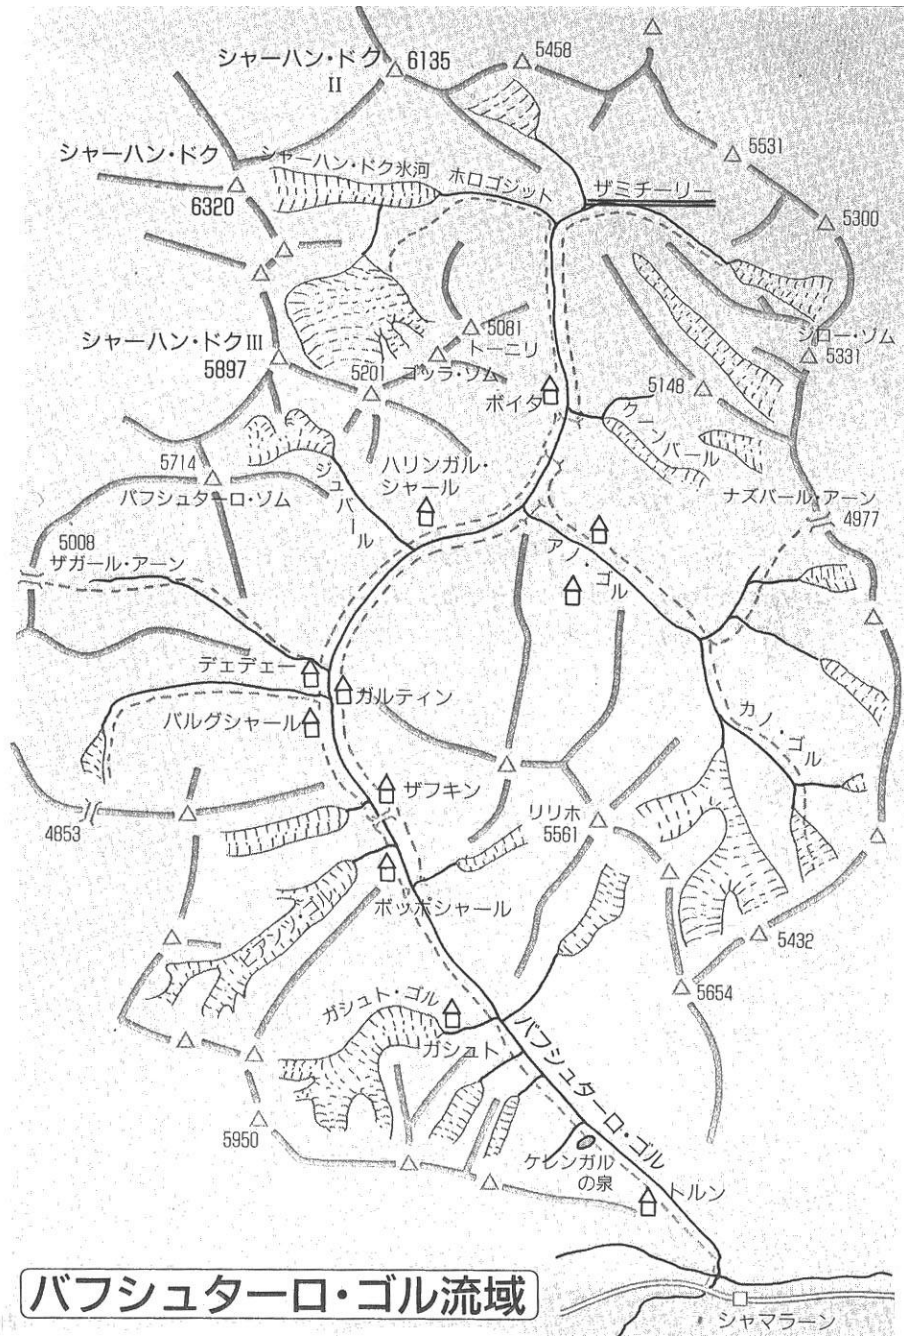 シャーハン・ドク
II
6135
5458
シャーハン・ドク
6320
シャーハン・ドク氷河
ホロゴジット
ザミチーリー
5531
5300
シャーハン・ドクIII
5897
5081
トーニリ
ゴッラ・ゾム
5201
ボイタ
5148
シロー・ゾム
5331
クーンバール
5714
バフシュターロ・ゾム
ジュバール
ハリンガル・
シャール
ナズバール・アーン
4977
5008
ザガール・アーン
アノ・ゴル
デェデェー
ガルティン
バルグシャール
カノ・ゴル
4853
ザフキン
リリホ
5561
ボッポシャール
ビアンツ・ゴル
5432
5654
ガシュト・ゴル
ガシュト
バフシュターロ・ゴル
5950
ケレンガル
の泉
トルン
バフシュターロ・ゴル流域
シャマラーン